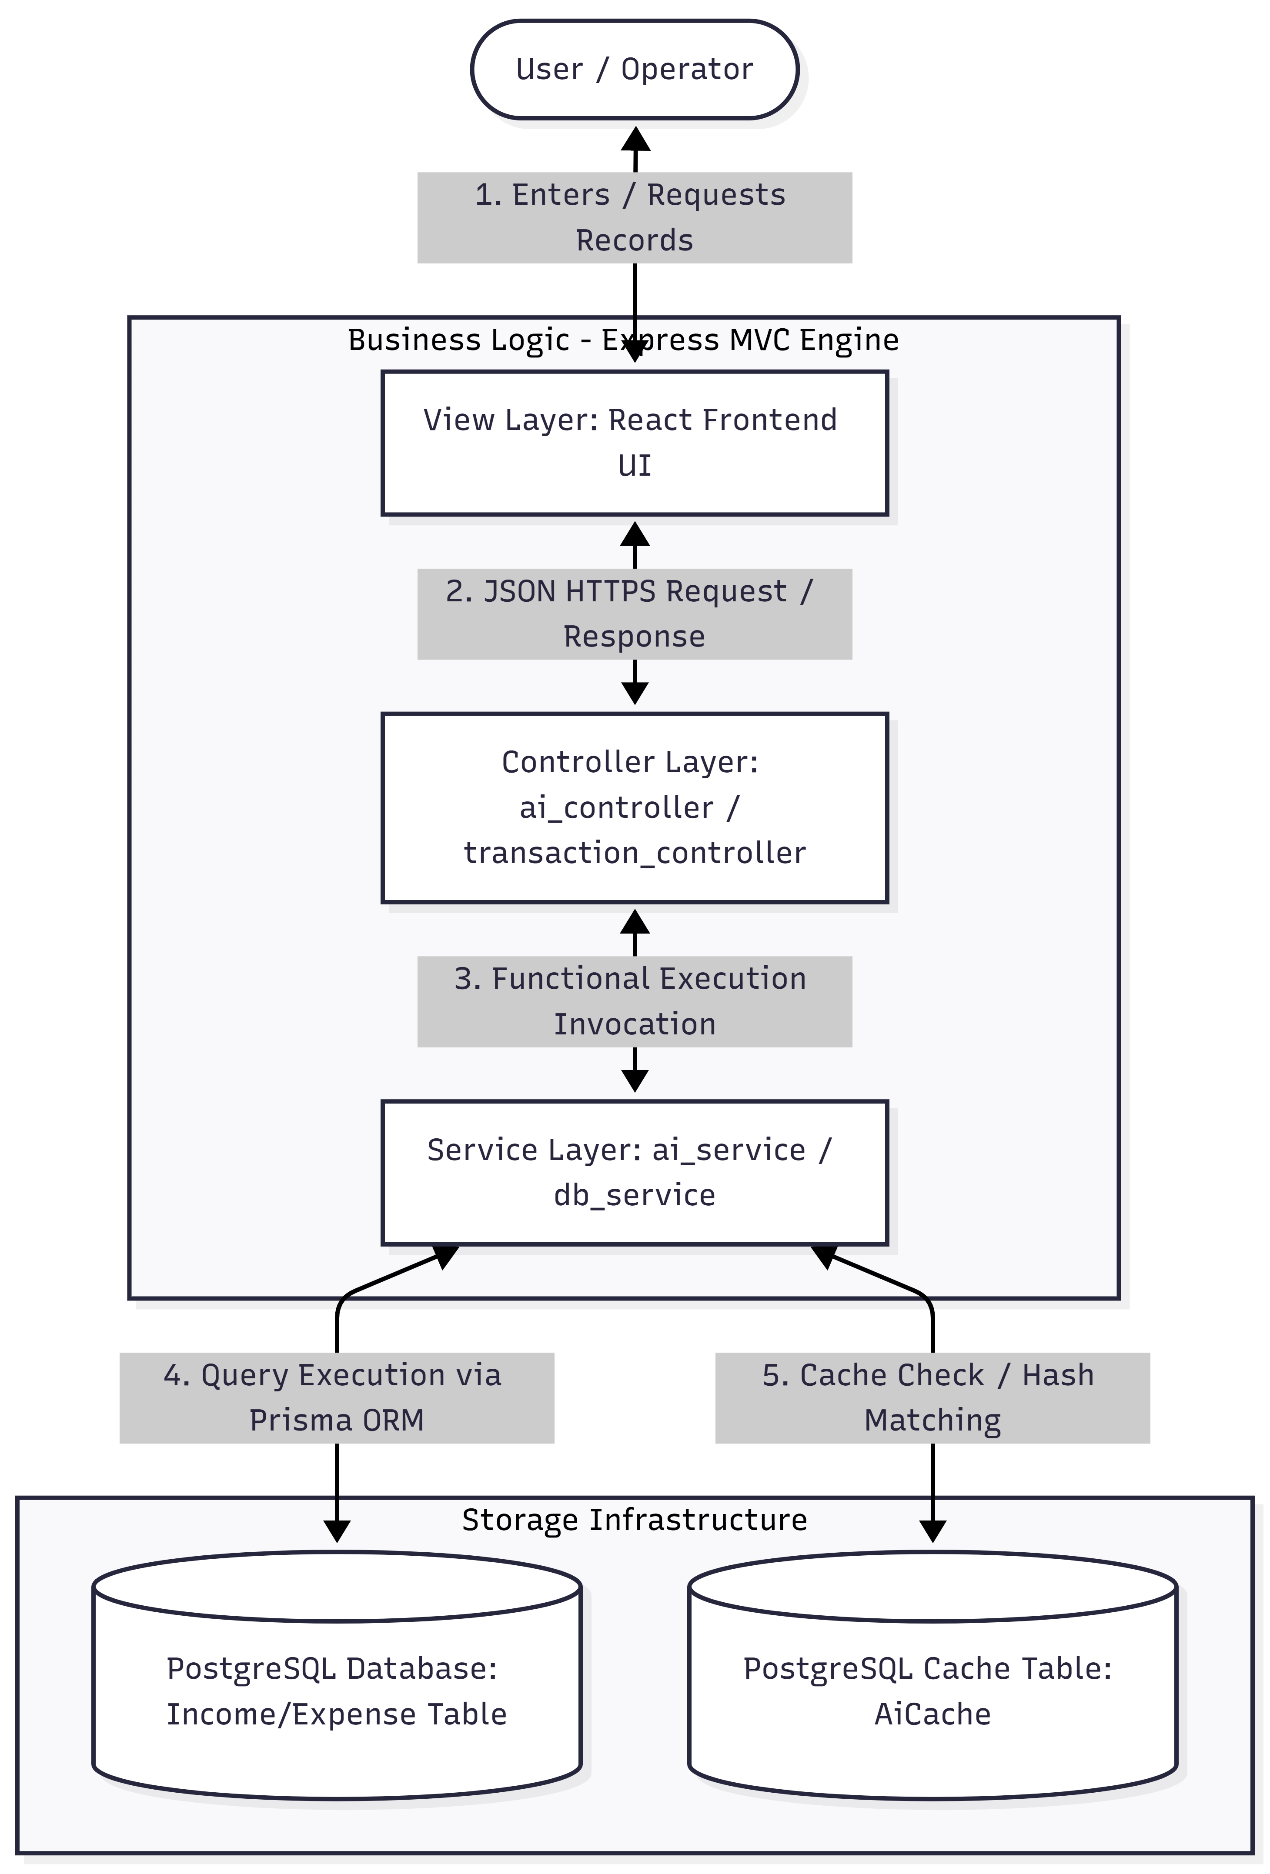 User / Operator
1. Enters / Requests
Records
Business Logic - Express MVC Engine
View Layer: React Frontend
UI
2. JSON HTTPS Request /
Response
Controller Layer:
ai_controller /
transaction_controller
3. Functional Execution
Invocation
Service Layer: ai_service /
db_service
4. Query Execution via
Prisma ORM
5. Cache Check / Hash
Matching
Storage Infrastructure
PostgreSQL Database:
Income/Expense Table
PostgreSQL Cache Table:
AiCache